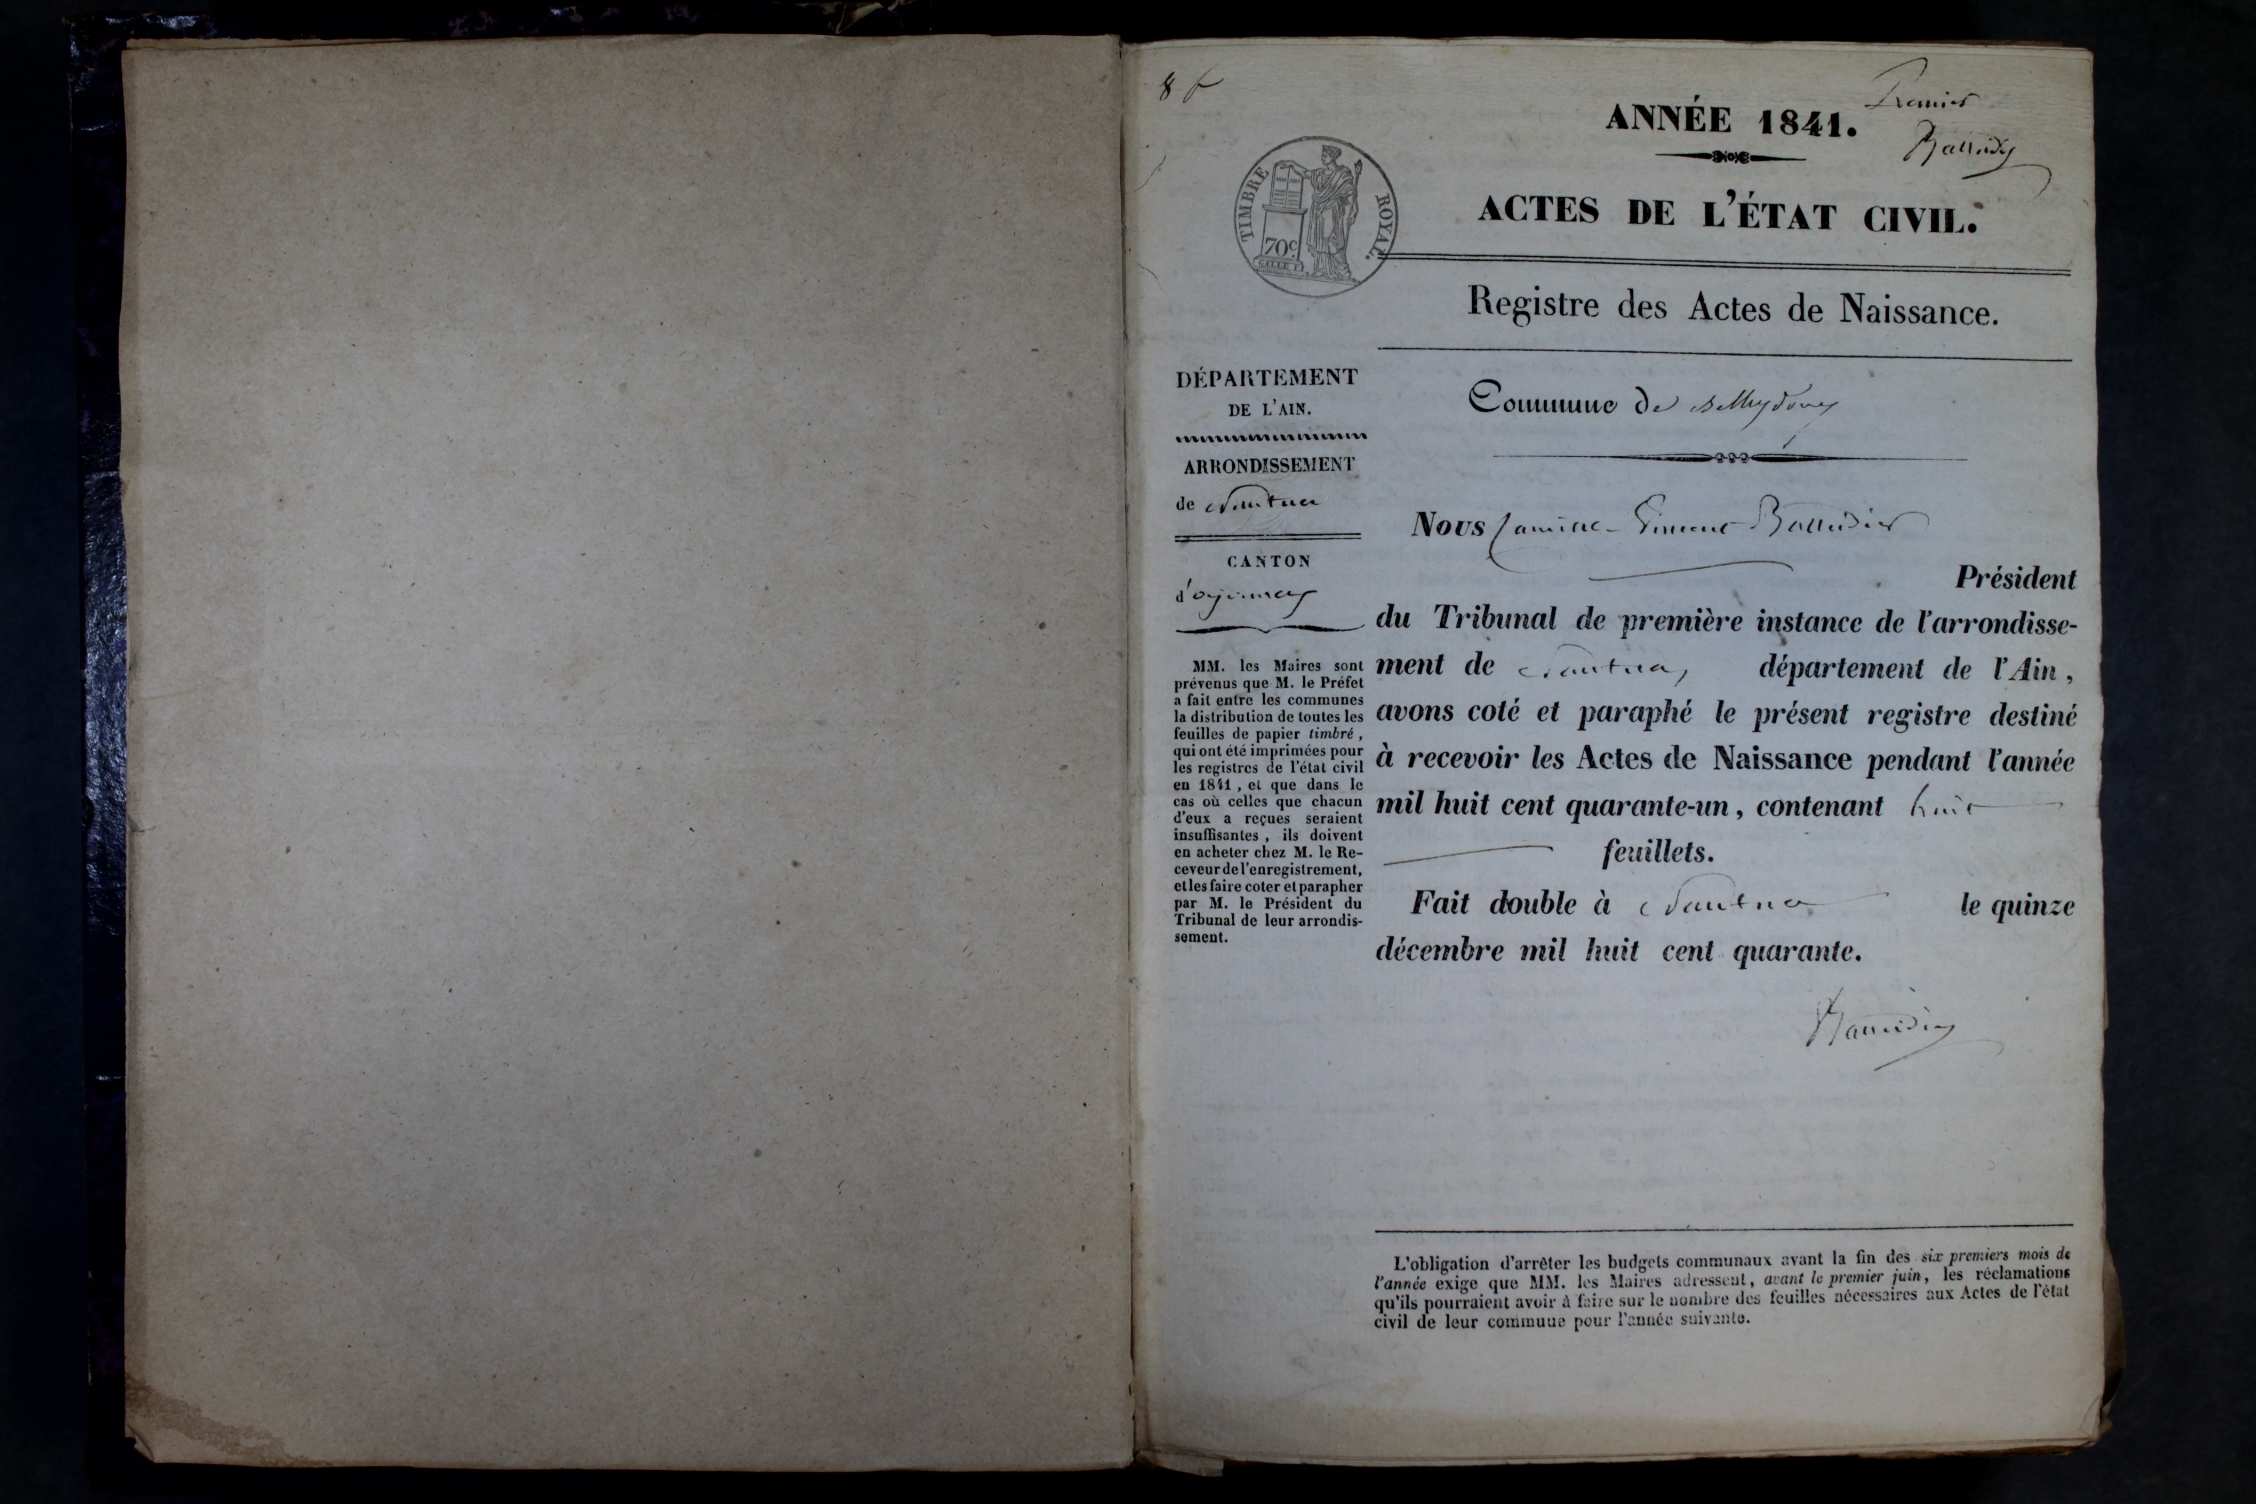 8 f
Premier
ANNÉE 1841.
ACTES DE L'ÉTAT CIVIL.
TIMBRE ROYAL.
70c
Registre des Actes de Naissance.
DÉPARTEMENT
DE L'AIN.
ARRONDISSEMENT
de Nantua
CANTON
d'oyonnax
MM. les Maires sont
prévenus que M. le Préfet
a fait entre les communes
la distribution de toutes les
feuilles de papier timbré,
qui ont été imprimées pour
les registres de l'état civil
en 1841, et que dans le
cas où celles que chacun
d'eux a reçues seraient
insuffisantes, ils doivent
en acheter chez M. le Re-
ceveur de l'enregistrement,
et les faire coter et parapher
par M. le Président du
Tribunal de leur arrondis-
sement.
Commune de Belleydoux
Nous
Président
du Tribunal de première instance de l'arrondisse-
ment de Nantua, département de l'Ain,
avons coté et paraphé le présent registre destiné
à recevoir les Actes de Naissance pendant l'année
mil huit cent quarante-un, contenant huit
feuillets.
Fait double à Nantua le quinze
décembre mil huit cent quarante.
L'obligation d'arrêter les budgets communaux avant la fin des six premiers mois de
l'année exige que MM. les Maires adressent, avant le premier juin, les réclamations
qu'ils pourraient avoir à faire sur le nombre des feuilles nécessaires aux Actes de l'état
civil de leur commune pour l'année suivante.